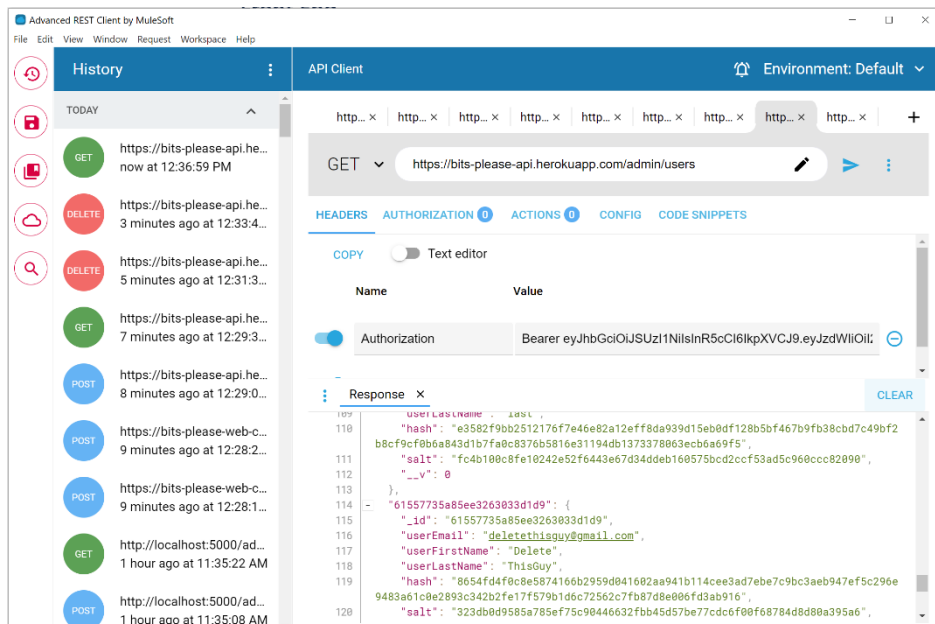 Advanced REST Client by MuleSoft
File Edit View Window Request Workspace Help
History
API Client
Environment: Default
TODAY
http... × http... × http... × http... × http... × http... × http... × http... × http... × +
GET
https://bits-please-api.he...
now at 12:36:59 PM
GET
https://bits-please-api.herokuapp.com/admin/users
DELETE
https://bits-please-api.he...
3 minutes ago at 12:33:4...
HEADERS AUTHORIZATION 0 ACTIONS 0 CONFIG CODE SNIPPETS
COPY Text editor
DELETE
https://bits-please-api.he...
5 minutes ago at 12:31:3...
Name Value
GET
https://bits-please-api.he...
7 minutes ago at 12:29:3...
Authorization
Bearer eyJhbGciOiJSUzI1NiIsInR5cCI6IkpXVCJ9.eyJzdWIiOiI2
POST
https://bits-please-api.he...
8 minutes ago at 12:29:0...
Response × CLEAR
POST
https://bits-please-web-c...
9 minutes ago at 12:28:2...
POST
https://bits-please-web-c...
9 minutes ago at 12:28:1...
GET
http://localhost:5000/ad...
1 hour ago at 11:35:22 AM
POST
http://localhost:5000/ad...
1 hour ago at 11:35:08 AM
109 "userLastName": "last",
110 "hash": "e3582f9bb2512176f7e46e82a12eff8da939d15eb0df128b5bf467b9fb38cbd7c49bf2
b8cf9cf0b6a843d1b7fa0c8376b5816e31194db1373378063ecb6a69f5",
111 "salt": "fc4b100c8fe10242e52f6443e67d34ddeb160575bcd2ccf53ad5c960ccc82090",
112 "__v": 0
113 },
114 - "61557735a85ee3263033d1d9": {
115 "_id": "61557735a85ee3263033d1d9",
116 "userEmail": "deletethisguy@gmail.com",
117 "userFirstName": "Delete",
118 "userLastName": "ThisGuy",
119 "hash": "8654fd4f0c8e5874166b2959d041602aa941b114cee3ad7ebe7c9bc3aeb947ef5c296e
9483a61c0e2893c342b2fe17f579b1d6c72562c7fb87d8e006fd3ab916",
120 "salt": "323db0d9585a785ef75c90446632fbb45d57be77cdc6f00f68784d8d80a395a6",